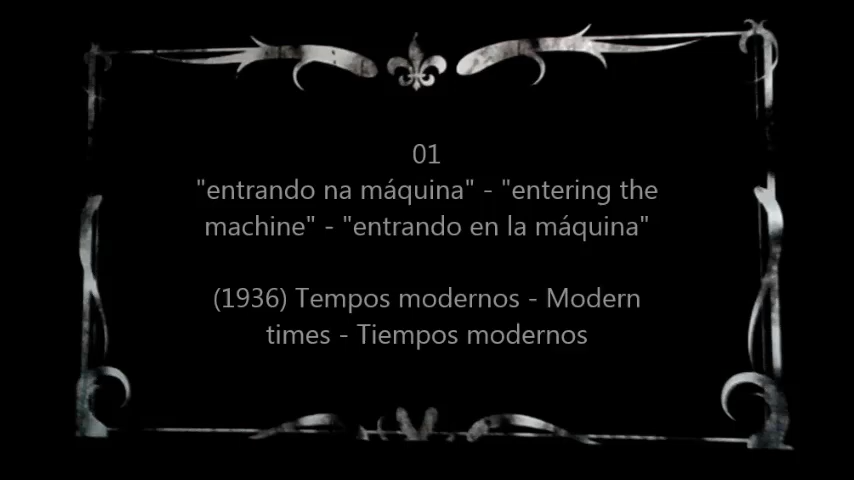 01
"entrando na máquina" - "entering the
machine" - "entrando en la máquina"
(1936) Tempos modernos - Modern
times - Tiempos modernos